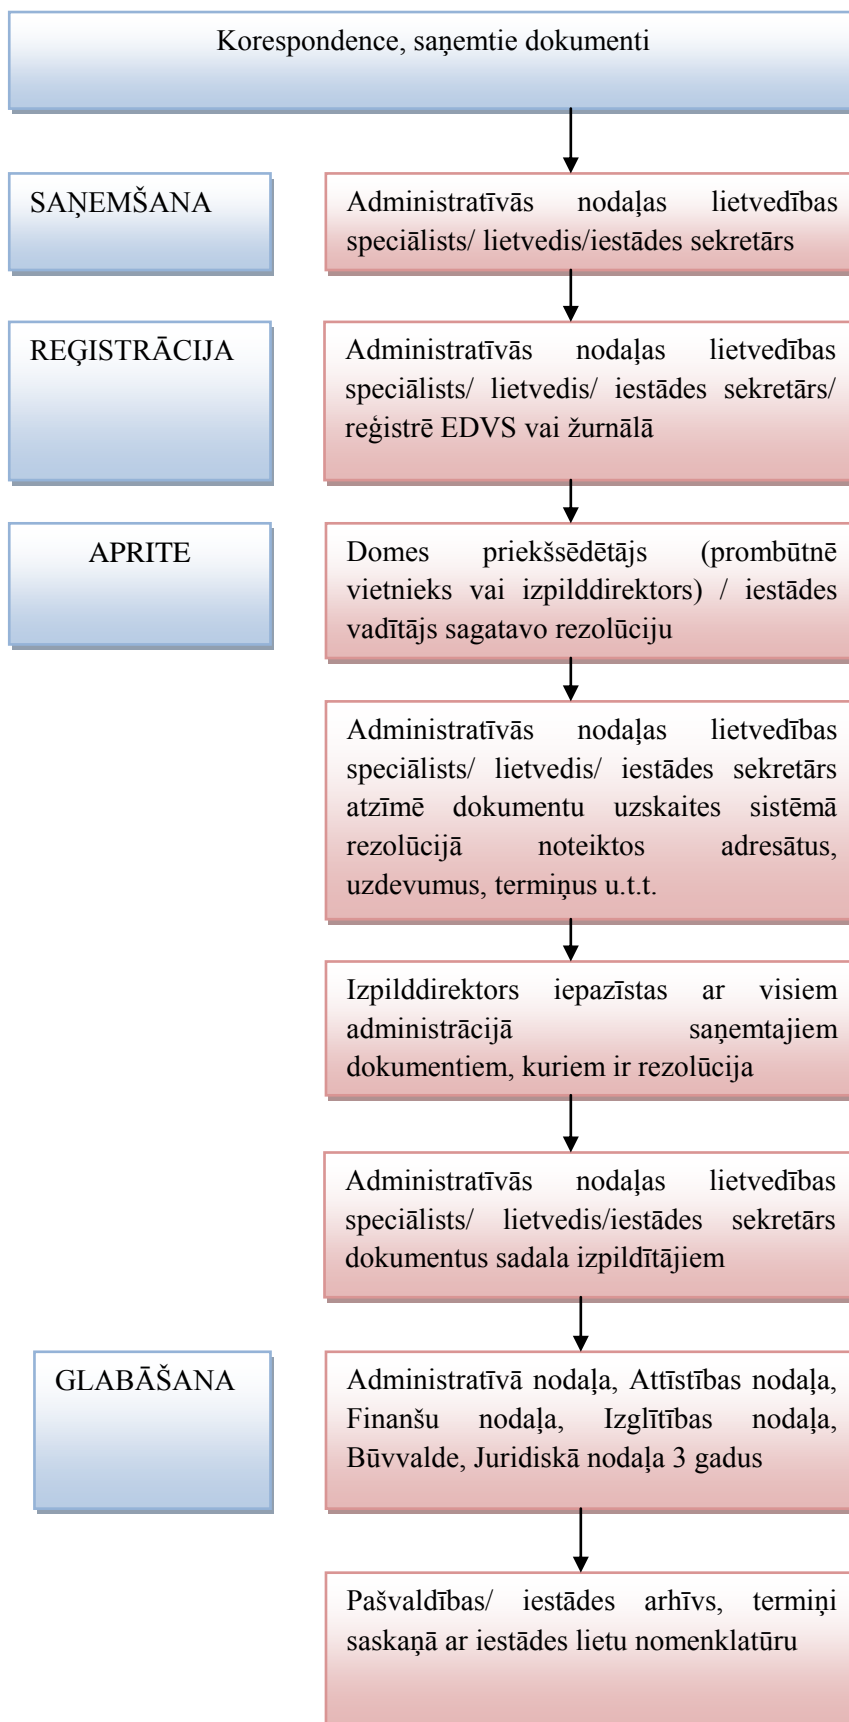 Korespondence, saņemtie dokumenti
SAŅEMŠANA
Administratīvās nodaļas lietvedības
speciālists/ lietvedis/iestādes sekretārs
REĢISTRĀCIJA
Administratīvās nodaļas lietvedības
speciālists/ lietvedis/ iestādes sekretārs/
reģistrē EDVS vai žurnālā
APRITE
Domes priekšsēdētājs (prombūtnē
vietnieks vai izpilddirektors) / iestādes
vadītājs sagatavo rezolūciju
Administratīvās nodaļas lietvedības
speciālists/ lietvedis/ iestādes sekretārs
atzīmē dokumentu uzskaites sistēmā
rezolūcijā noteiktos adresātus,
uzdevumus, termiņus u.t.t.
Izpilddirektors iepazīstas ar visiem
administrācijā saņemtajiem
dokumentiem, kuriem ir rezolūcija
Administratīvās nodaļas lietvedības
speciālists/ lietvedis/iestādes sekretārs
dokumentus sadala izpildītājiem
GLABĀŠANA
Administratīvā nodaļa, Attīstības nodaļa,
Finanšu nodaļa, Izglītības nodaļa,
Būvvalde, Juridiskā nodaļa 3 gadus
Pašvaldības/ iestādes arhīvs, termiņi
saskaņā ar iestādes lietu nomenklatūru